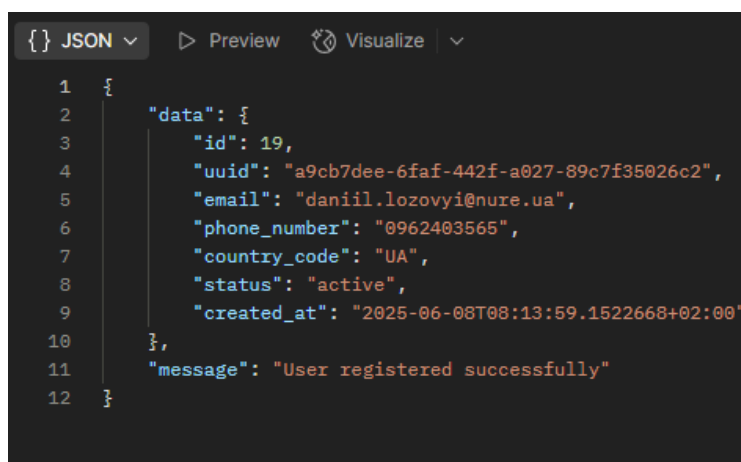 {} JSON Preview Visualize
1 {
2 "data": {
3 "id": 19,
4 "uuid": "a9cb7dee-6faf-442f-a027-89c7f35026c2",
5 "email": "daniil.lozovyi@nure.ua",
6 "phone_number": "0962403565",
7 "country_code": "UA",
8 "status": "active",
9 "created_at": "2025-06-08T08:13:59.1522668+02:00"
10 },
11 "message": "User registered successfully"
12 }